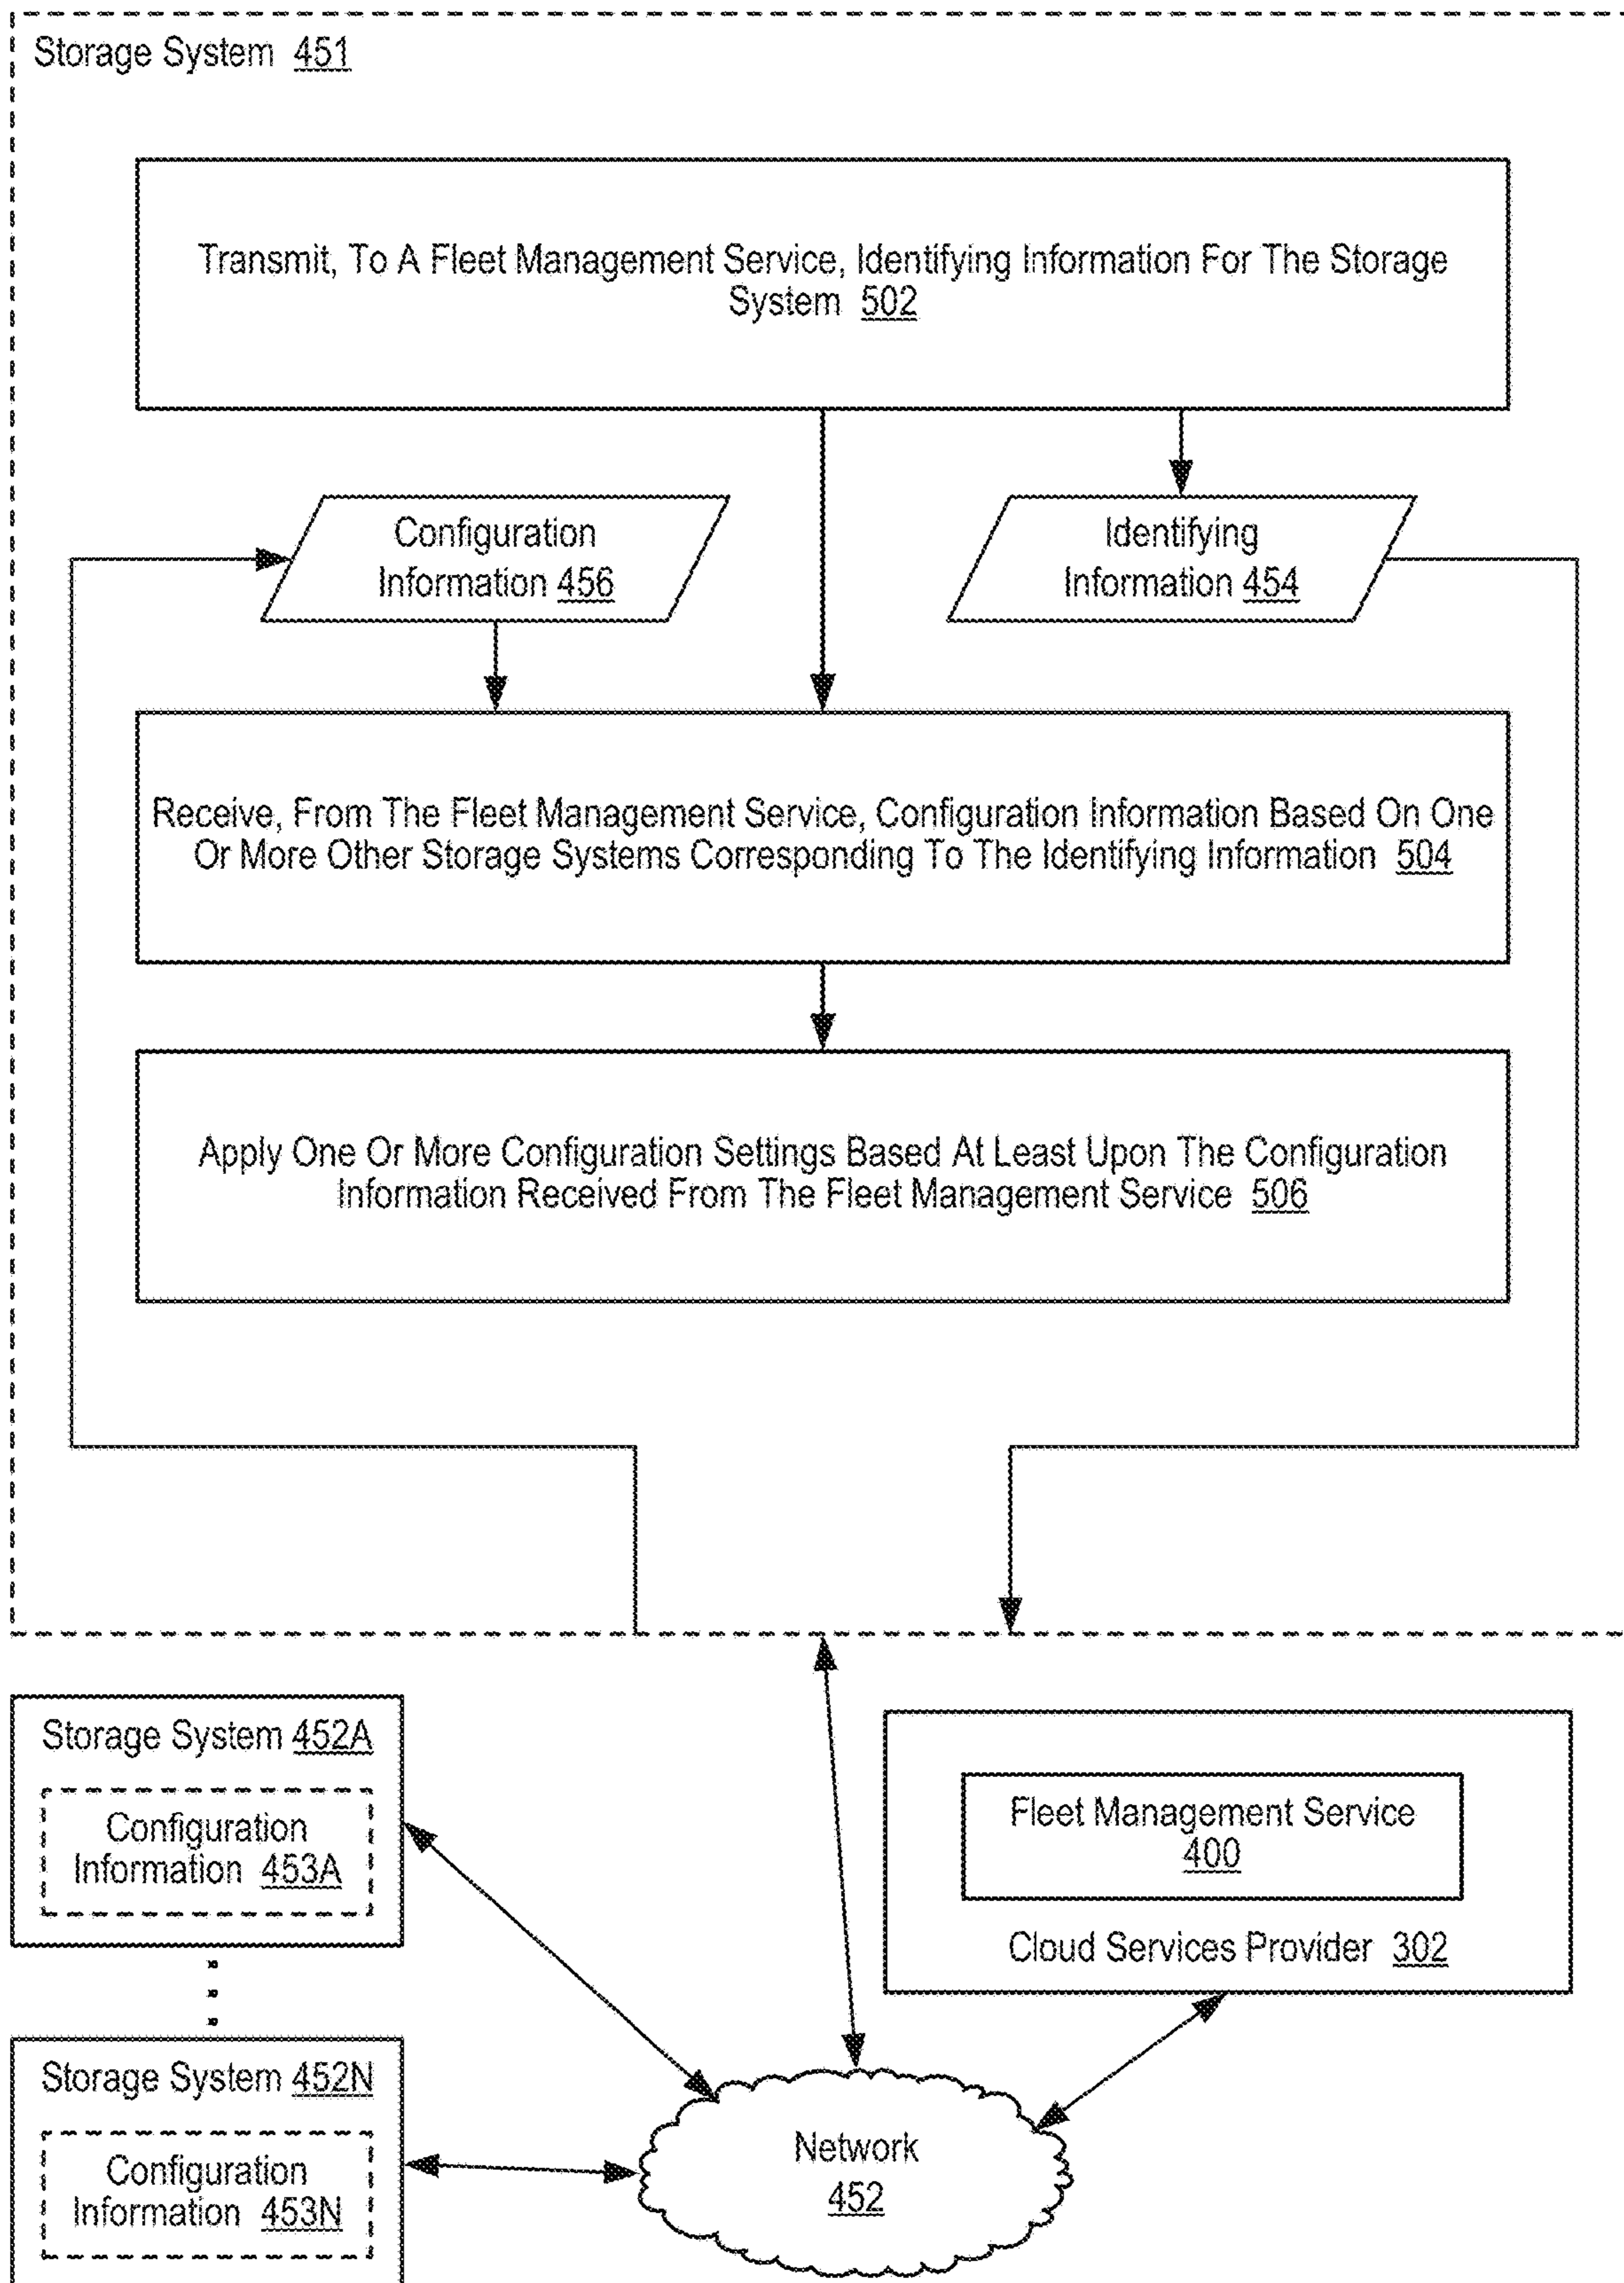 Storage System 451
Transmit, To A Fleet Management Service, Identifying Information For The Storage
System 502
Configuration
Information 456
Identifying
Information 454
Receive, From The Fleet Management Service, Configuration Information Based On One
Or More Other Storage Systems Corresponding To The Identifying Information 504
Apply One Or More Configuration Settings Based At Least Upon The Configuration
Information Received From The Fleet Management Service 506
Storage System 452A
Configuration
Information 453A
Fleet Management Service
400
Cloud Services Provider 302
Storage System 452N
Configuration
Information 453N
Network
452